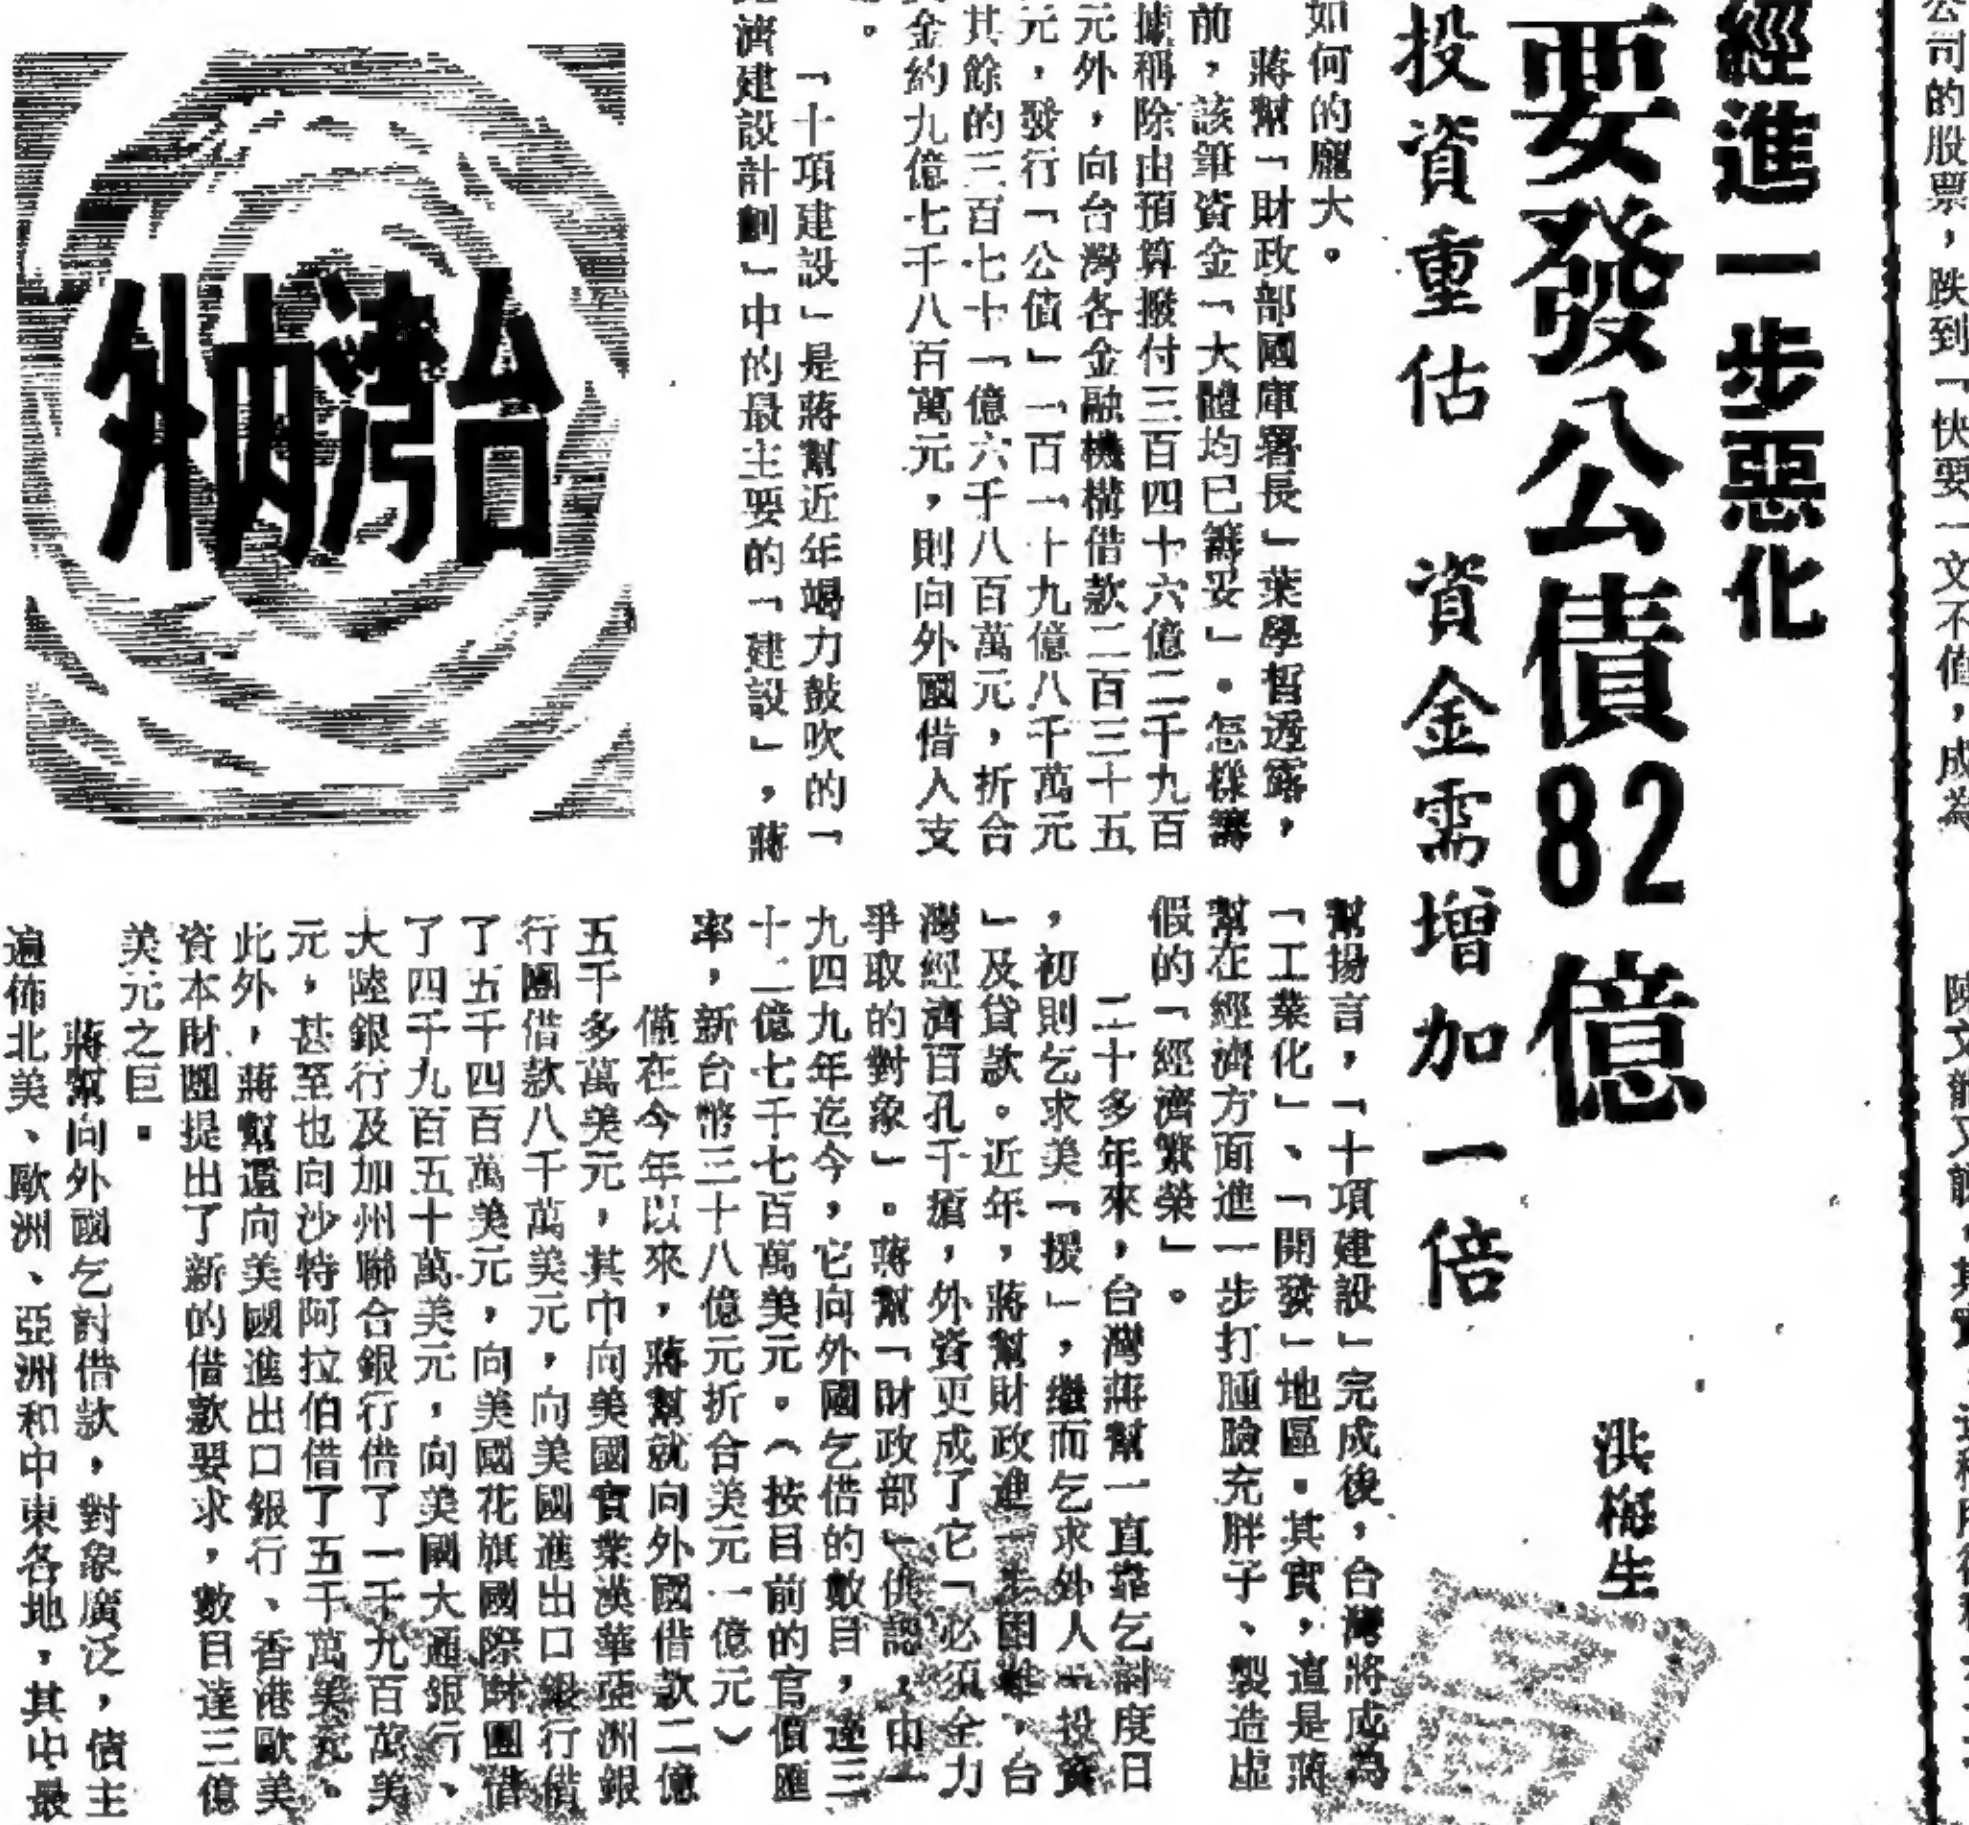 公司的股票，跌到「快要一文不值，成為
經進一步惡化
要發公債82億
投資重估　資金需增加一倍
洪梅生
如何的龐大。
蔣幫「財政部國庫署長」葉學哲透露，
前，該筆資金「大體均已籌妥」。怎樣籌
據稱除由預算撥付三百四十六億二千九百
元外，向台灣各金融機構借款二百三十五
元，發行「公債」一百一十九億八千萬元
其餘的三百七十一億六千八百萬元，折合
金約九億七千八百萬元，則向外國借入支
。
「十項建設」是蔣幫近年竭力鼓吹的「
濟建設計劃」中的最主要的「建設」，蔣
台灣內外
幫揚言，「十項建設」完成後，台灣將成為
「工業化」、「開發」地區。其實，這是蔣
幫在經濟方面進一步打腫臉充胖子、製造虛
假的「經濟繁榮」。
二十多年來，台灣蔣幫一直靠乞討度日
，初則乞求美「援」，繼而乞求外人「投資
」及貸款。近年，蔣幫財政進一步困難，台
灣經濟百孔千瘡，外資更成了它「必須全力
爭取的對象」。蔣幫「財政部」供認，由一
九四九年迄今，它向外國乞借的數目，達三
十二億七千七百萬美元。（按目前的官價匯
率，新台幣三十八億元折合美元一億元）
僅在今年以來，蔣幫就向外國借款二億
五千多萬美元，其中向美國實業漢華亞洲銀
行團借款八千萬美元，向美國進出口銀行借
了五千四百萬美元，向美國花旗國際財團借
了四千九百五十萬美元，向美國大通銀行、
大陸銀行及加州聯合銀行借了一千九百萬美
元，甚至也向沙特阿拉伯借了五千萬美元、
此外，蔣幫還向美國進出口銀行、香港歐美
資本財團提出了新的借款要求，數目達三億
美元之巨。
蔣幫向外國乞討借款，對象廣泛，債主
遍佈北美、歐洲、亞洲和中東各地，其中最